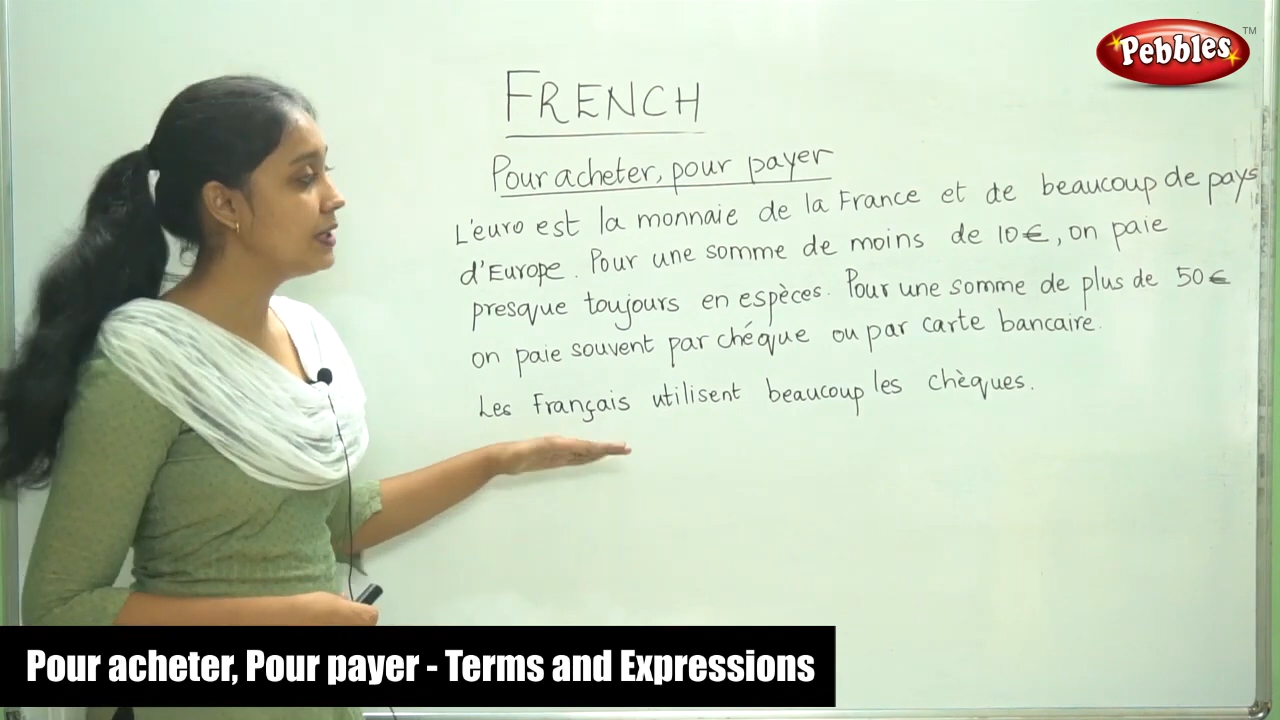 Pebbles TM
FRENCH
Pour acheter, pour payer
L'euro est la monnaie de la France et de beaucoup de pays
d'Europe. Pour une somme de moins de 10€, on paie
presque toujours en espèces. Pour une somme de plus de 50€
on paie souvent par chéque ou par carte bancaire.
Les Français utilisent beaucoup les chèques.
Pour acheter, Pour payer - Terms and Expressions